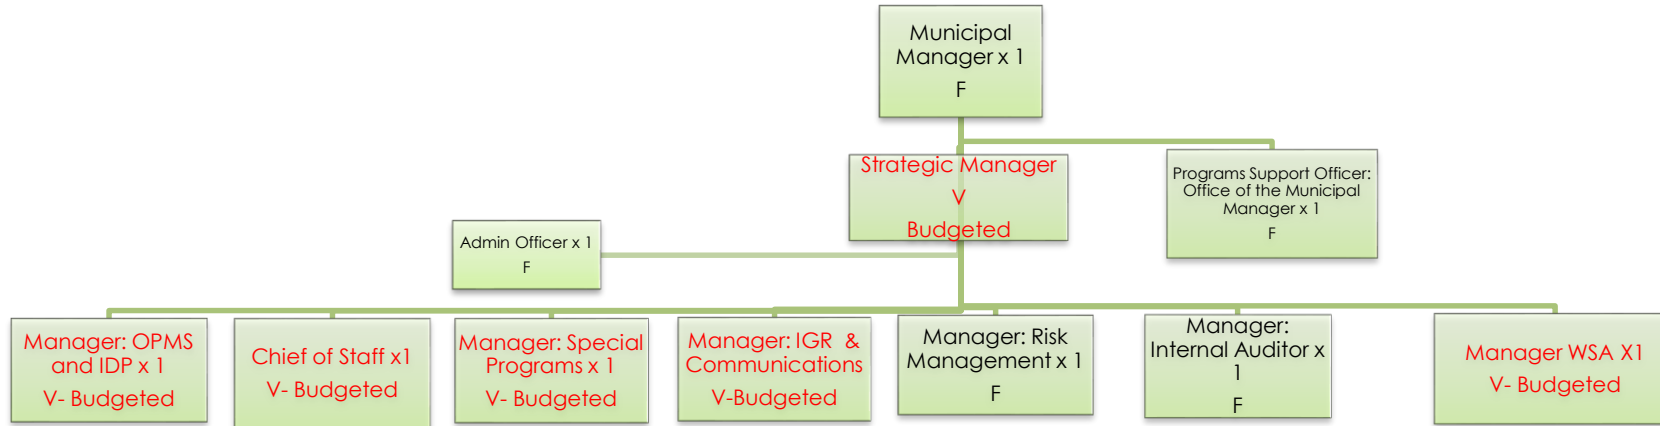 Municipal
Manager x 1
F
Strategic Manager
V
Budgeted
Programs Support Officer:
Office of the Municipal
Manager x 1
F
Admin Officer x 1
F
Manager: OPMS
and IDP x 1
V- Budgeted
Chief of Staff x1
V- Budgeted
Manager: Special
Programs x 1
V- Budgeted
Manager: IGR &
Communications
V-Budgeted
Manager: Risk
Management x 1
F
Manager:
Internal Auditor x
1
F
Manager WSA X1
V- Budgeted